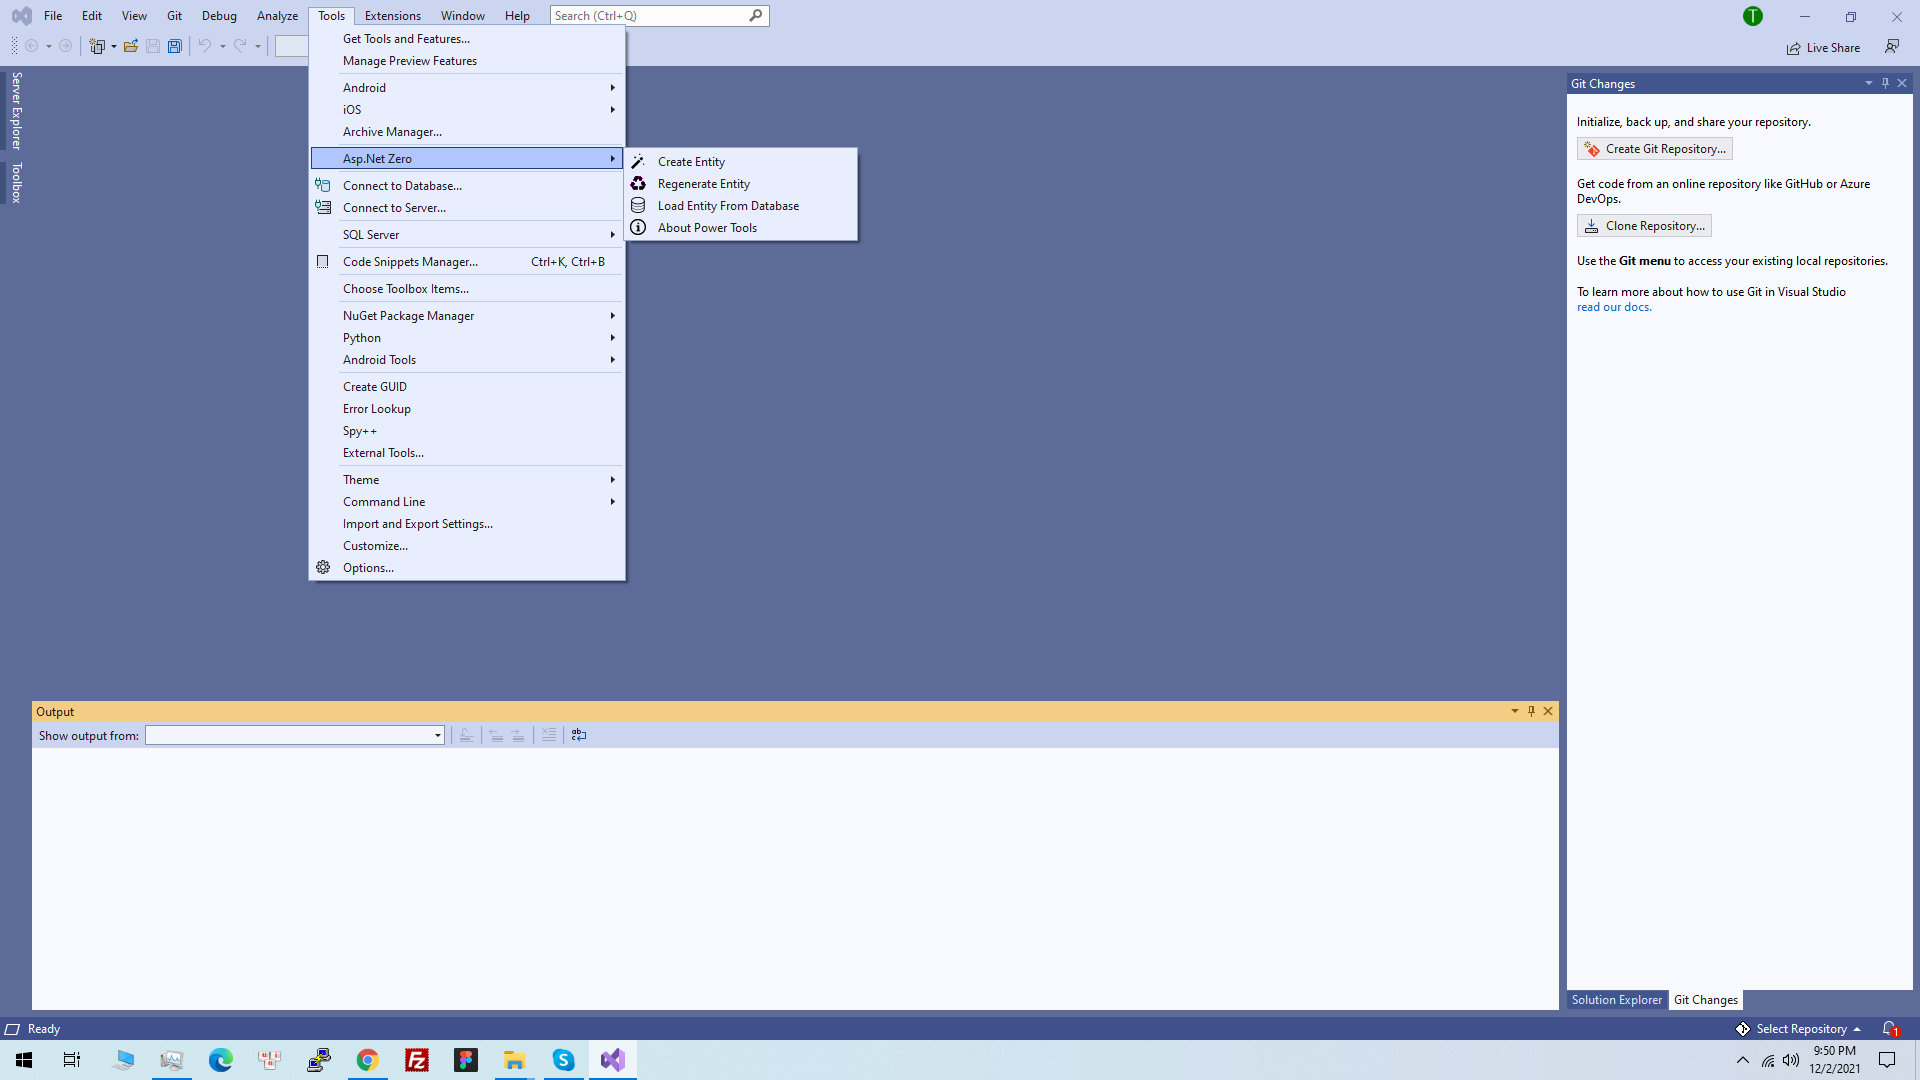 File Edit View Git Debug Analyze Tools Extensions Window Help Search (Ctrl+Q)
T
Live Share
Server Explorer
Toolbox
Get Tools and Features...
Manage Preview Features
Android
iOS
Archive Manager...
Asp.Net Zero
Connect to Database...
Connect to Server...
SQL Server
Code Snippets Manager... Ctrl+K, Ctrl+B
Choose Toolbox Items...
NuGet Package Manager
Python
Android Tools
Create GUID
Error Lookup
Spy++
External Tools...
Theme
Command Line
Import and Export Settings...
Customize...
Options...
Create Entity
Regenerate Entity
Load Entity From Database
About Power Tools
Git Changes
Initialize, back up, and share your repository.
Create Git Repository...
Get code from an online repository like GitHub or Azure
DevOps.
Clone Repository...
Use the Git menu to access your existing local repositories.
To learn more about how to use Git in Visual Studio
read our docs.
Output
Show output from:
Solution Explorer Git Changes
Ready
Select Repository
1
9:50 PM
12/2/2021